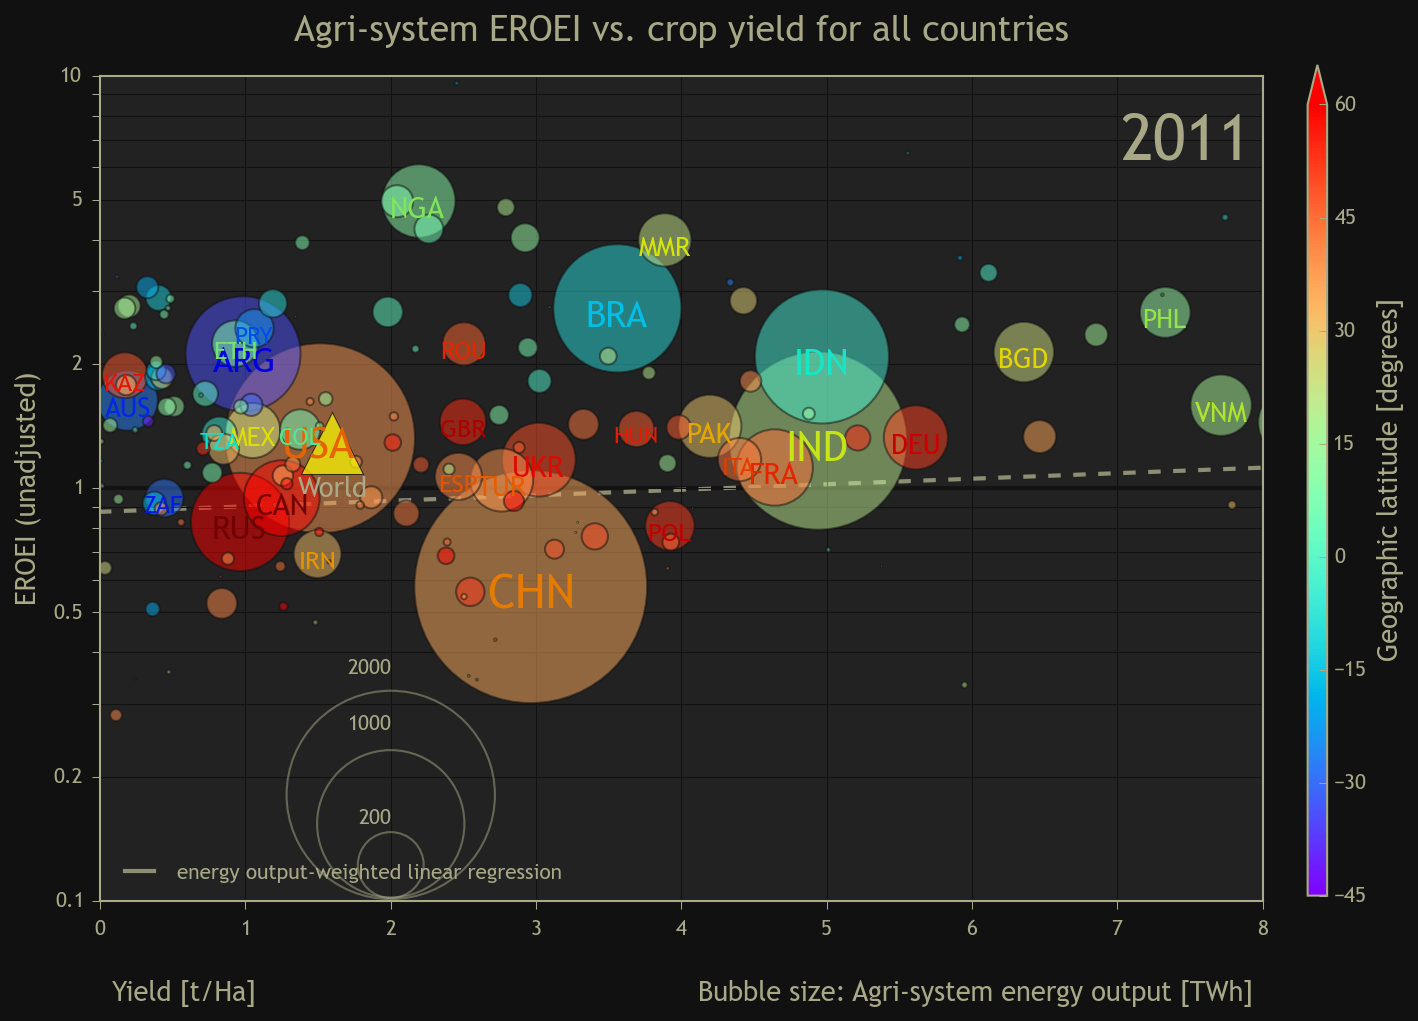 Agri-system EROEI vs. crop yield for all countries
2011
EROEI (unadjusted)
10
5
2
1
0.5
0.2
0.1
NGA
MMR
BRA
PRY
ETH
ARG
ROU
IDN
PHL
BGD
KAZ
AUS
VNM
TZA
MEX
COL
USA
GBR
HUN
PAK
IND
DEU
UKR
ITA
FRA
World
ESP
TUR
ZAF
CAN
RUS
POL
IRN
CHN
2000
1000
200
energy output-weighted linear regression
0 1 2 3 4 5 6 7 8
Yield [t/Ha]
Bubble size: Agri-system energy output [TWh]
60
45
30
15
0
−15
−30
−45
Geographic latitude [degrees]